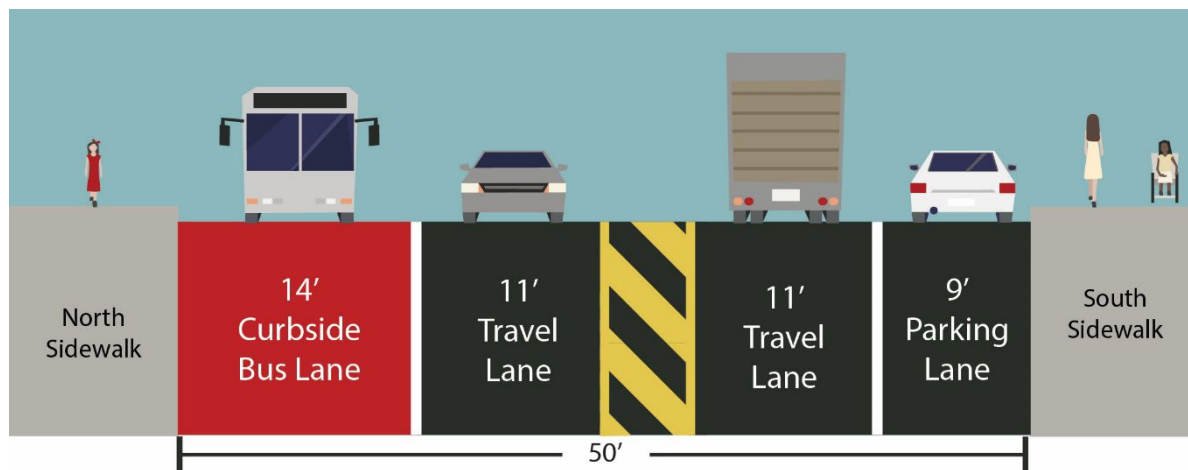 North
Sidewalk
14’
Curbside
Bus Lane
11’
Travel
Lane
11’
Travel
Lane
9’
Parking
Lane
South
Sidewalk
50’